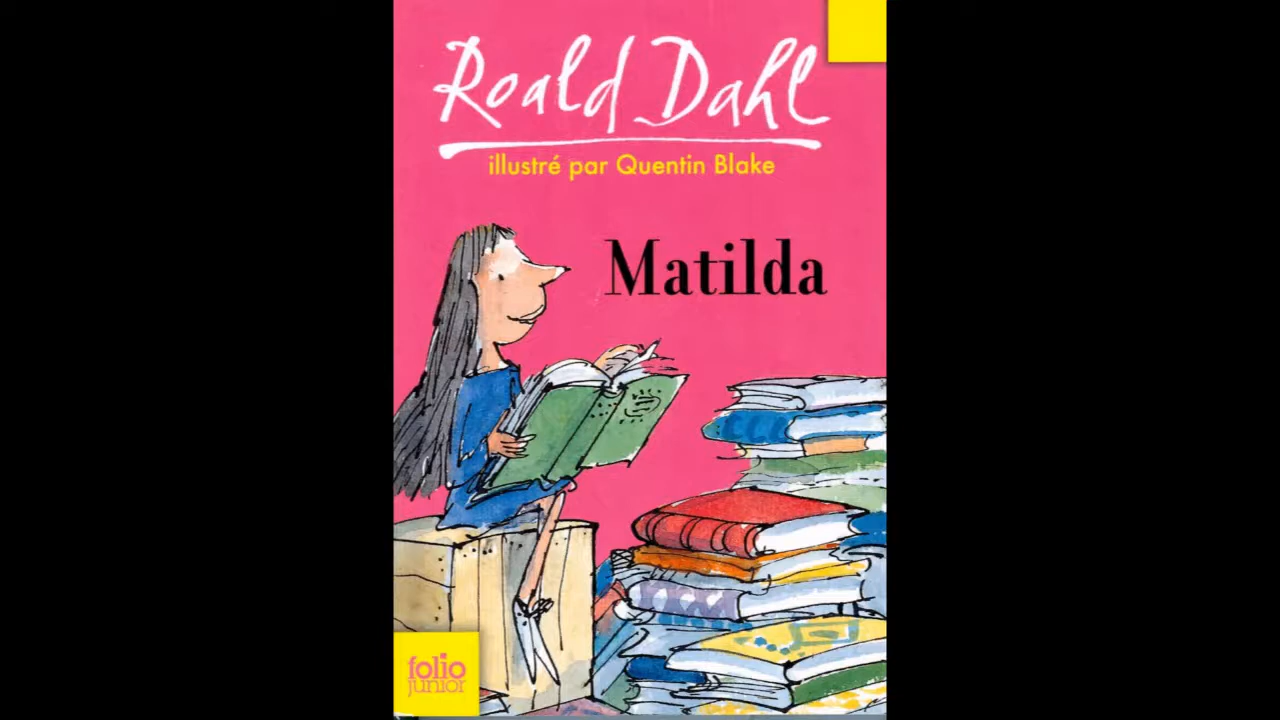 Roald Dahl
illustré par Quentin Blake
Matilda
folio
junior